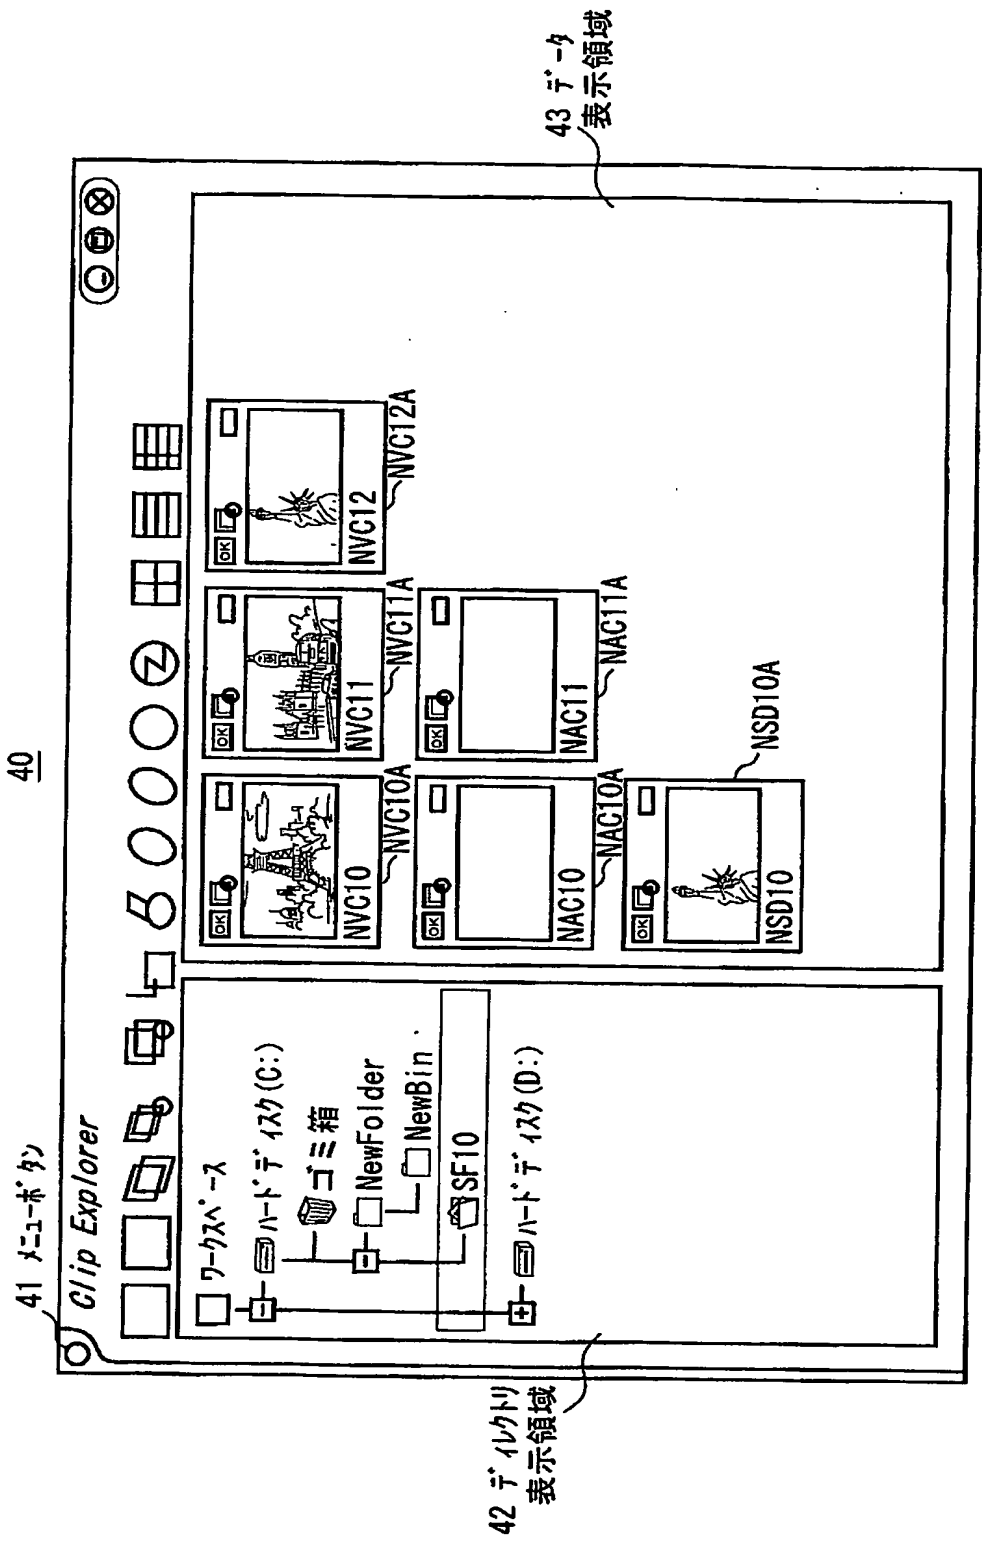 40
41 メニューボタン
Clip Explorer
ワークスペース
ハードディスク(C:)
ゴミ箱
NewFolder
NewBin
SF10
ハードディスク(D:)
42 ディレクトリ
表示領域
OK
NVC10
NVC10A
OK
NVC11
NVC11A
OK
NVC12
NVC12A
OK
NAC10
NAC10A
OK
NAC11
NAC11A
OK
NSD10
NSD10A
Z
43 データ
表示領域